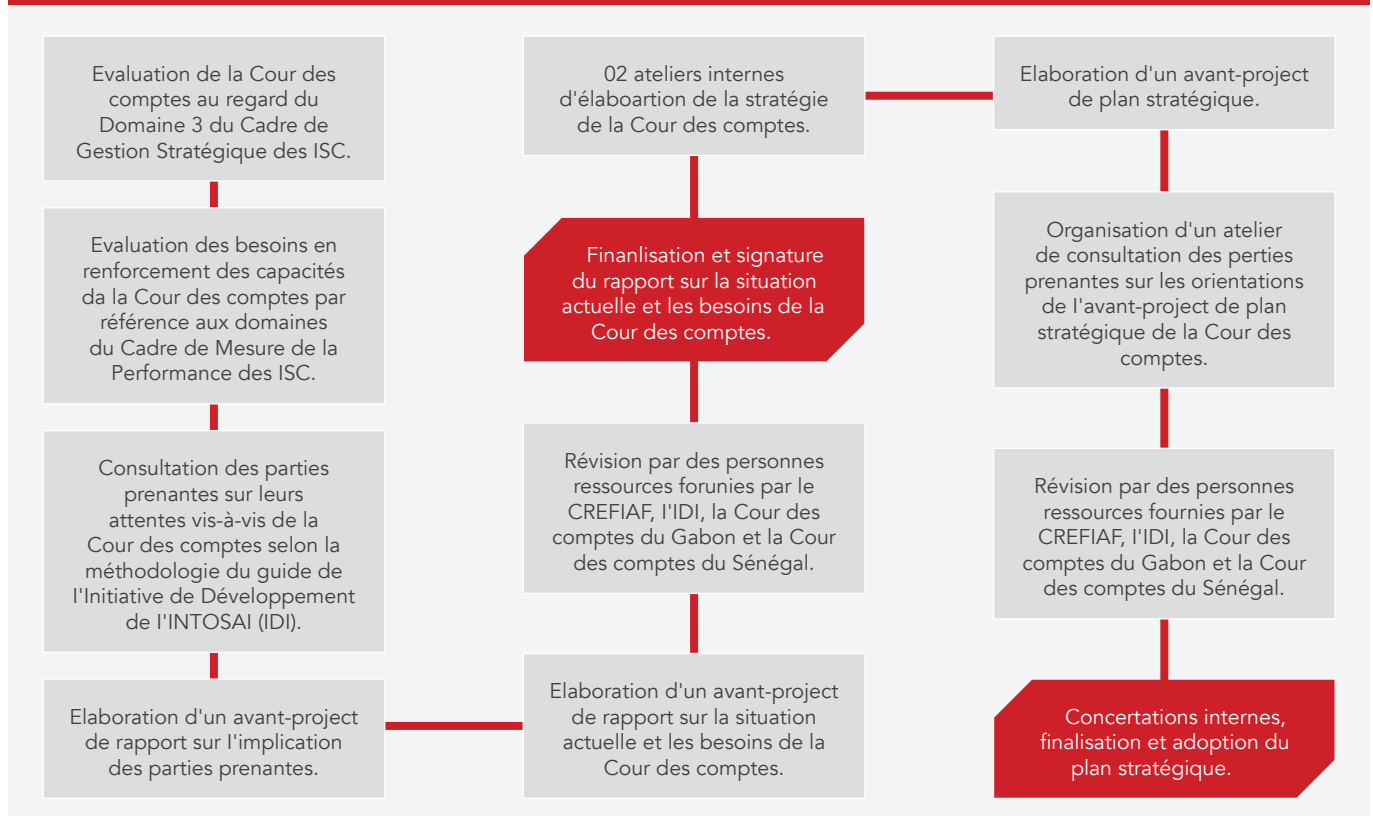 Evaluation de la Cour des
comptes au regard du
Domaine 3 du Cadre de
Gestion Stratégique des ISC.
Evaluation des besoins en
renforcement des capacités
da la Cour des comptes par
référence aux domaines
du Cadre de Mesure de la
Performance des ISC.
Consultation des parties
prenantes sur leurs
attentes vis-à-vis de la
Cour des comptes selon la
méthodologie du guide de
l'Initiative de Développement
de l'INTOSAI (IDI).
Elaboration d'un avant-project
de rapport sur l'implication
des parties prenantes.
Elaboration d'un avant-project
de rapport sur la situation
actuelle et les besoins de la
Cour des comptes.
Révision par des personnes
ressources forunies par le
CREFIAF, l'IDI, la Cour des
comptes du Gabon et la Cour
des comptes du Sénégal.
Finanlisation et signature
du rapport sur la situation
actuelle et les besoins de la
Cour des comptes.
02 ateliers internes
d'élaboartion de la stratégie
de la Cour des comptes.
Elaboration d'un avant-project
de plan stratégique.
Organisation d'un atelier
de consultation des perties
prenantes sur les orientations
de l'avant-project de plan
stratégique de la Cour des
comptes.
Révision par des personnes
ressources fournies par le
CREFIAF, l'IDI, la Cour des
comptes du Gabon et la Cour
des comptes du Sénégal.
Concertations internes,
finalisation et adoption du
plan stratégique.